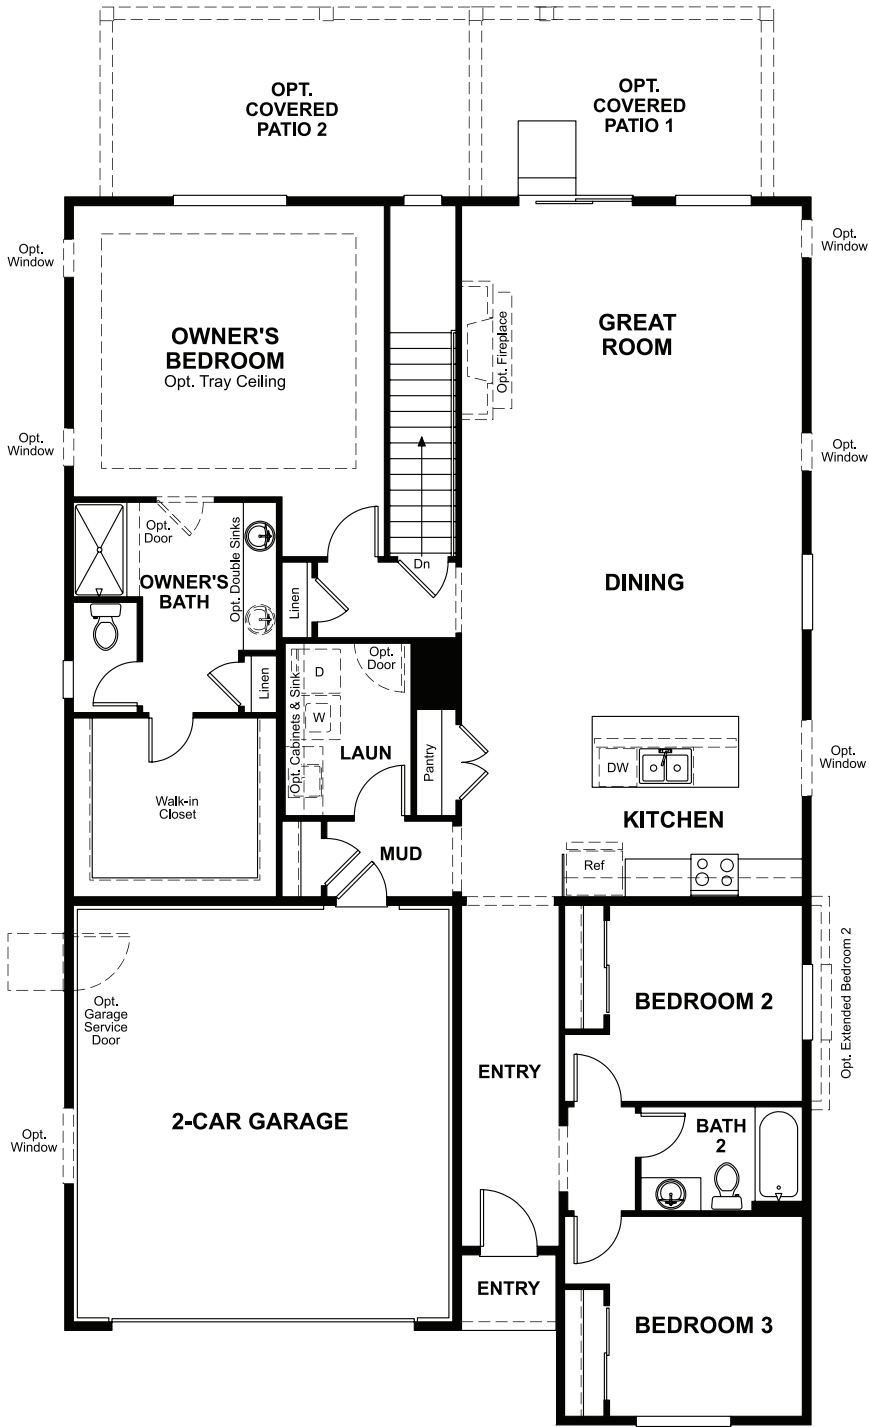 OPT.
COVERED
PATIO 2
OPT.
COVERED
PATIO 1
Opt.
Window
Opt.
Window
OWNER'S
BEDROOM
Opt. Tray Ceiling
GREAT
ROOM
Opt. Fireplace
Opt.
Window
Opt.
Window
Opt.
Door
Opt. Double Sinks
OWNER'S
BATH
Dn
Linen
DINING
Linen
Opt. Cabinets & Sink
D
W
Opt.
Door
LAUN
Pantry
DW
Opt.
Window
KITCHEN
Walk-in
Closet
MUD
Ref
Opt.
Garage
Service
Door
BEDROOM 2
Opt. Extended Bedroom 2
ENTRY
2-CAR GARAGE
Opt.
Window
BATH
2
ENTRY
BEDROOM 3